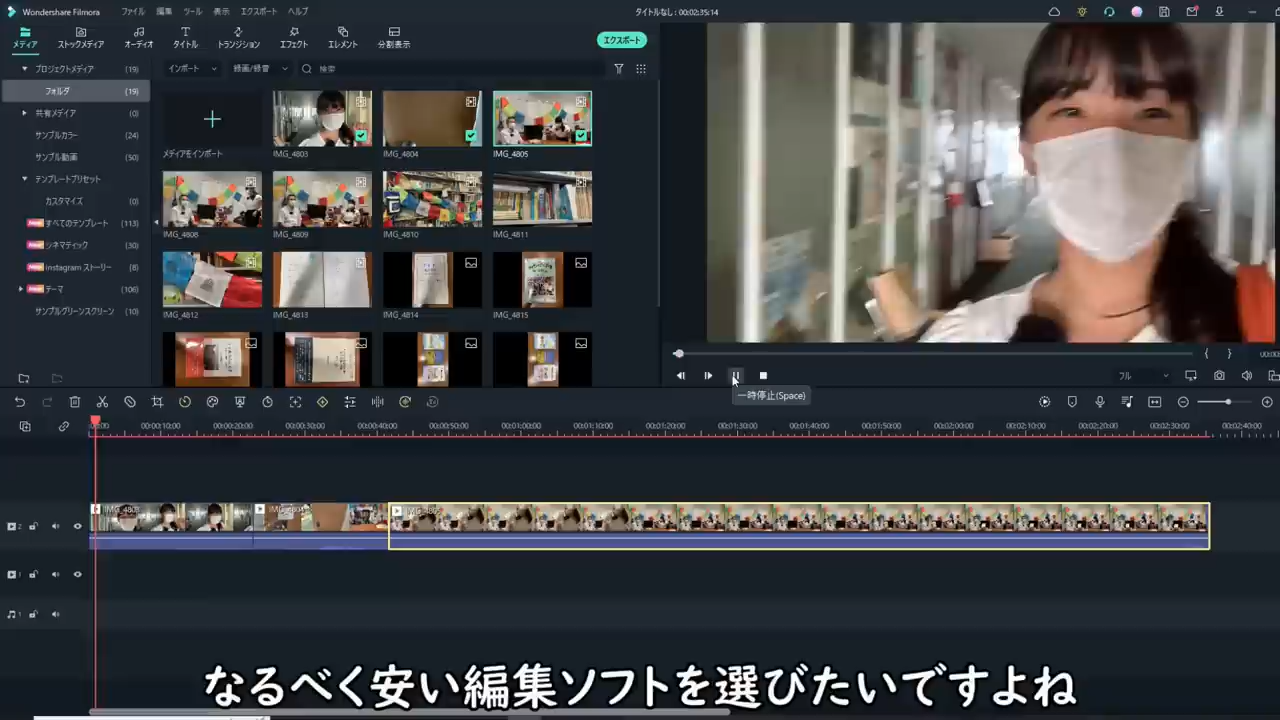 Wondershare Filmora ファイル 編集 ツール 表示 エクスポート ヘルプ タイトルなし : 00:02:35:14
メディア ストックメディア オーディオ タイトル トランジション エフェクト エレメント 分割表示 エクスポート
プロジェクトメディア (19) インポート 録画/録音 検索
フォルダ (19)
共有メディア (0)
サンプルカラー (24)
サンプル動画 (50)
テンプレートプリセット
カスタマイズ (0)
すべてのテンプレート (113)
シネマティック (30)
Instagram ストーリー (8)
テーマ (106)
サンプルグリーンスクリーン (10)
メディアをインポート IMG_4803 IMG_4804 IMG_4805
IMG_4808 IMG_4809 IMG_4810 IMG_4811
IMG_4812 IMG_4813 IMG_4814 IMG_4815
{ }
フル
一時停止(Space)
00:00:10:00 00:00:20:00 00:00:30:00 00:00:40:00 00:00:50:00 00:01:00:00 00:01:10:00 00:01:20:00 00:01:30:00 00:01:40:00 00:01:50:00 00:02:00:00 00:02:10:00 00:02:20:00 00:02:30:00 00:02:40:00
IMG_4803 IMG_4804 IMG_4805
2
1
1
なるべく安い編集ソフトを選びたいですよね